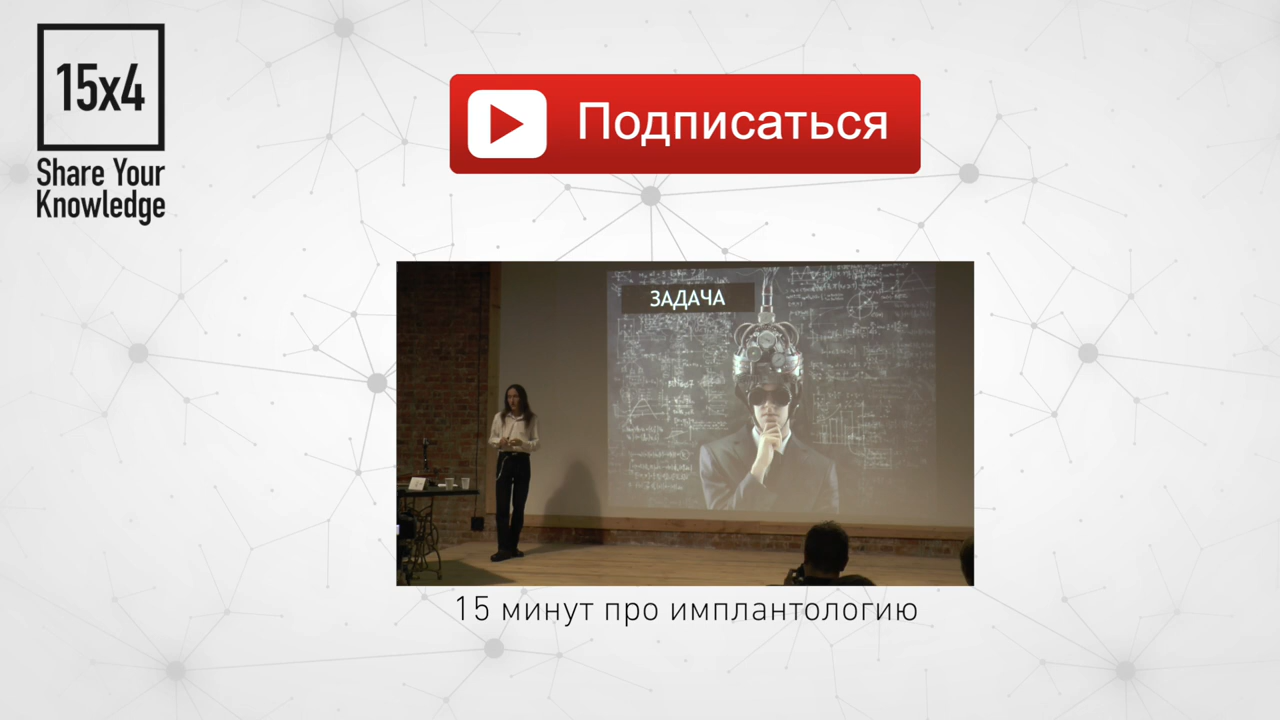 15x4
Share Your
Knowledge
Подписаться
ЗАДАЧА
15 минут про имплантологию